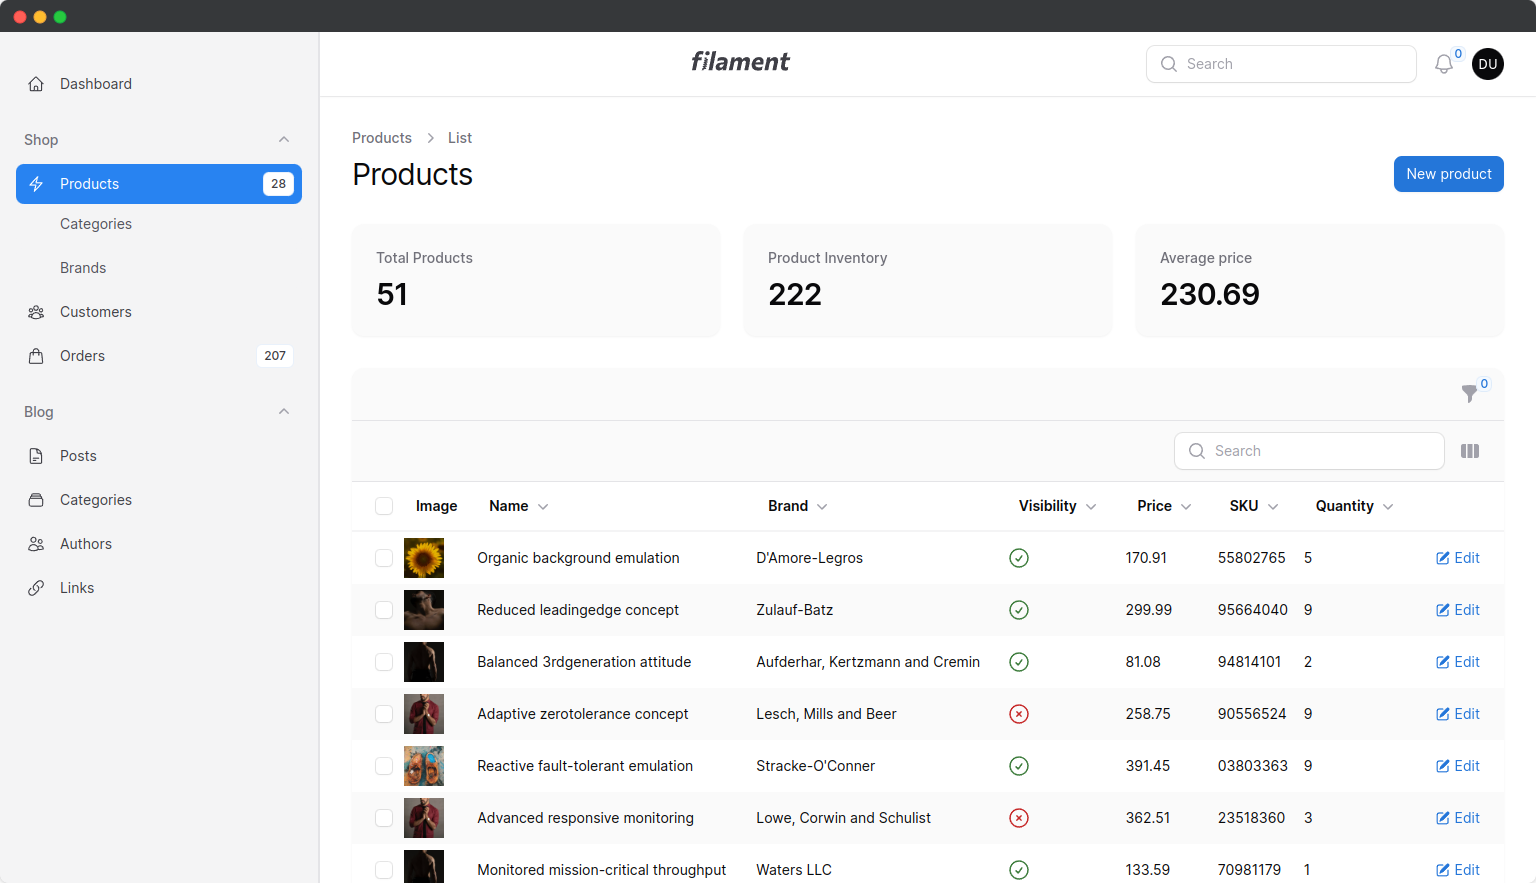 filament
Search
0
DU
Dashboard
Shop
Products 28
Categories
Brands
Customers
Orders 207
Blog
Posts
Categories
Authors
Links
Products > List
Products
New product
Total Products
51
Product Inventory
222
Average price
230.69
0
Search
Image Name Brand Visibility Price SKU Quantity
Organic background emulation D'Amore-Legros 170.91 55802765 5 Edit
Reduced leadingedge concept Zulauf-Batz 299.99 95664040 9 Edit
Balanced 3rdgeneration attitude Aufderhar, Kertzmann and Cremin 81.08 94814101 2 Edit
Adaptive zerotolerance concept Lesch, Mills and Beer 258.75 90556524 9 Edit
Reactive fault-tolerant emulation Stracke-O'Conner 391.45 03803363 9 Edit
Advanced responsive monitoring Lowe, Corwin and Schulist 362.51 23518360 3 Edit
Monitored mission-critical throughput Waters LLC 133.59 70981179 1 Edit